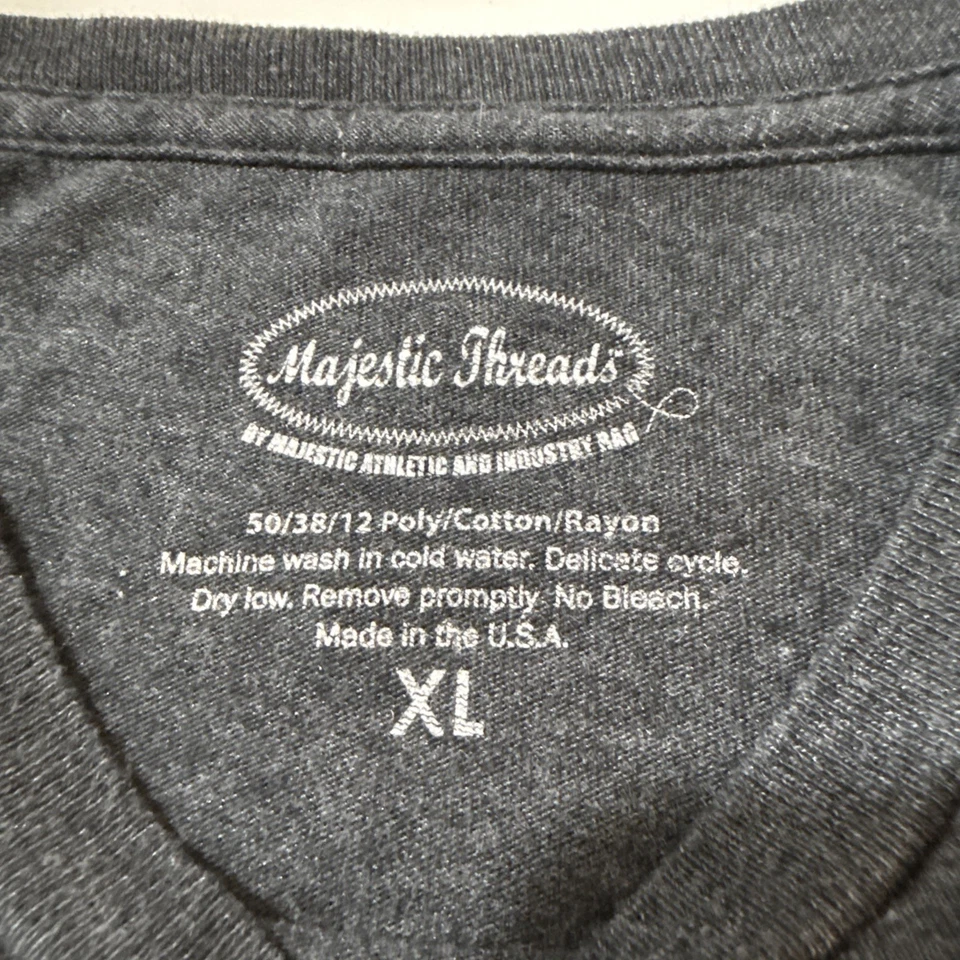 Majestic Threads™
BY MAJESTIC ATHLETIC AND INDUSTRY RAG
50/38/12 Poly/Cotton/Rayon
Machine wash in cold water. Delicate cycle.
Dry low. Remove promptly. No Bleach.
Made in the U.S.A.
XL